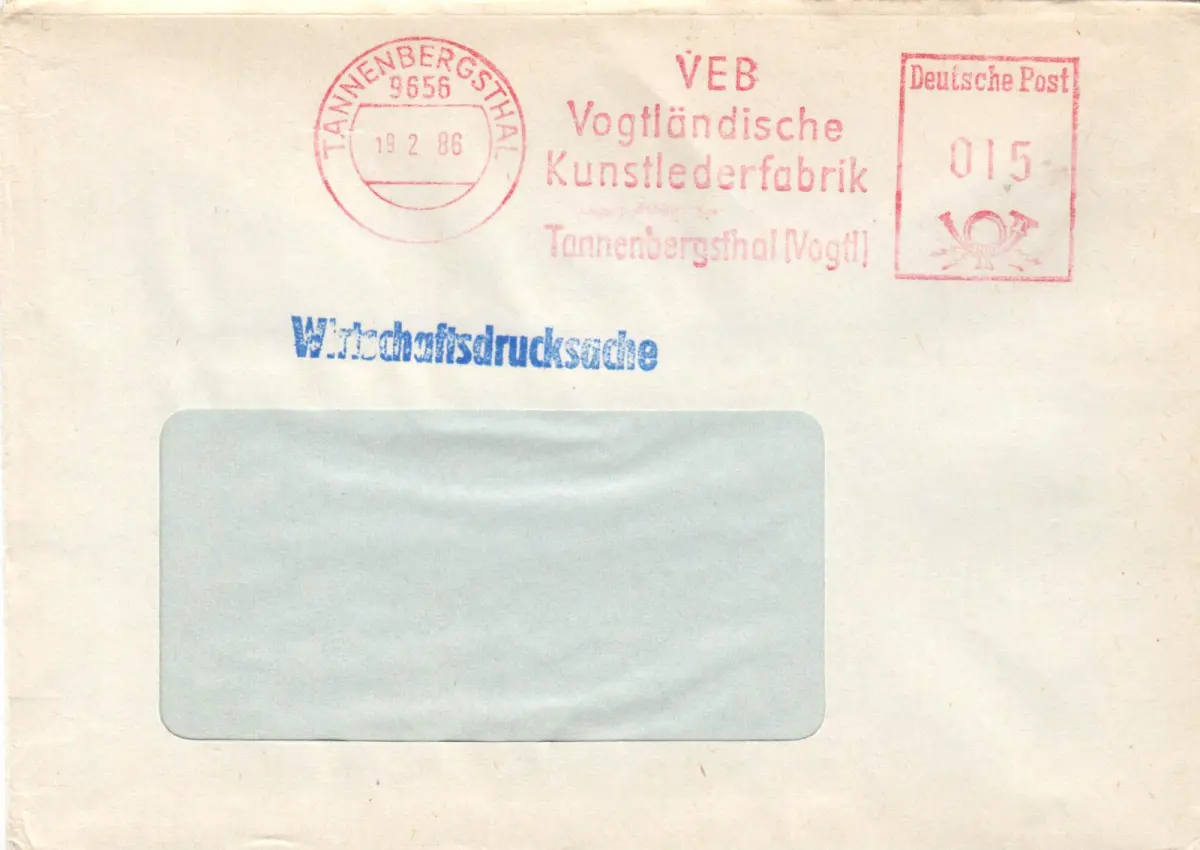 TANNENBERGSTHAL
9656
19 2 86
VEB
Vogtländische
Kunstlederfabrik
Tannenbergsthal (Vogtl)
Deutsche Post
015
Wirtschaftsdrucksache